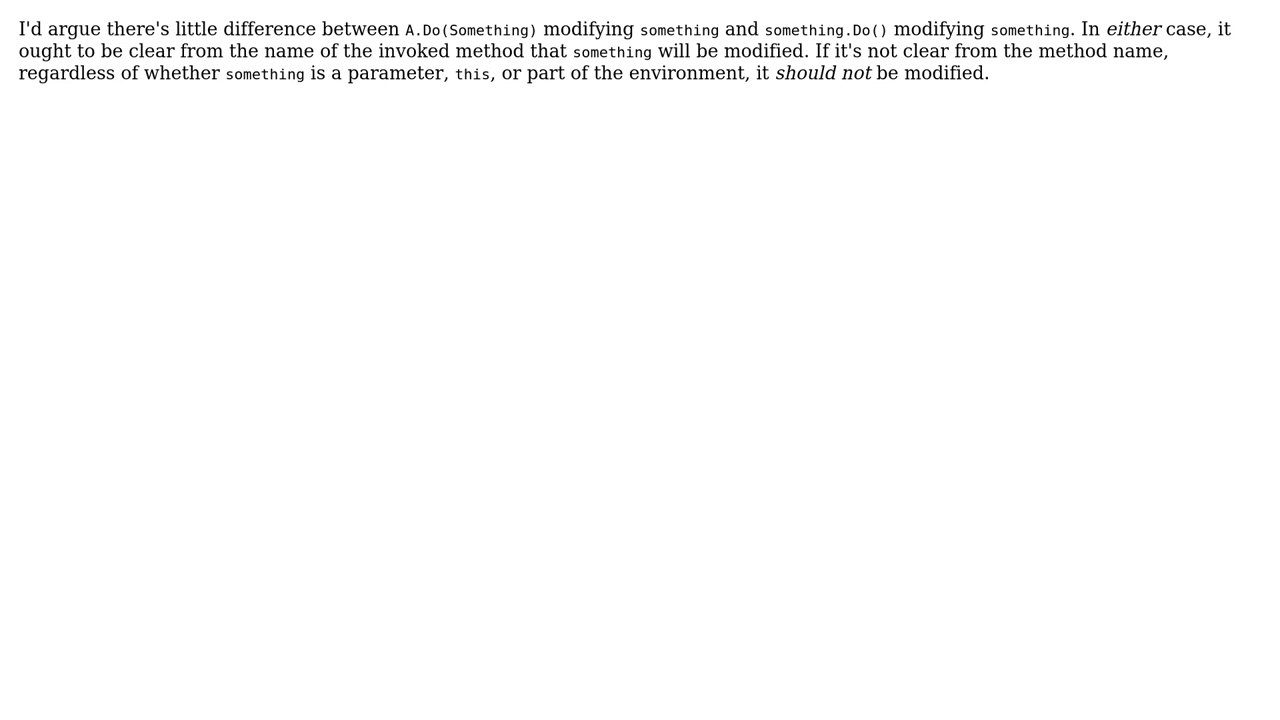 I'd argue there's little difference between A.Do(Something) modifying something and something.Do() modifying something. In either case, it
ought to be clear from the name of the invoked method that something will be modified. If it's not clear from the method name,
regardless of whether something is a parameter, this, or part of the environment, it should not be modified.